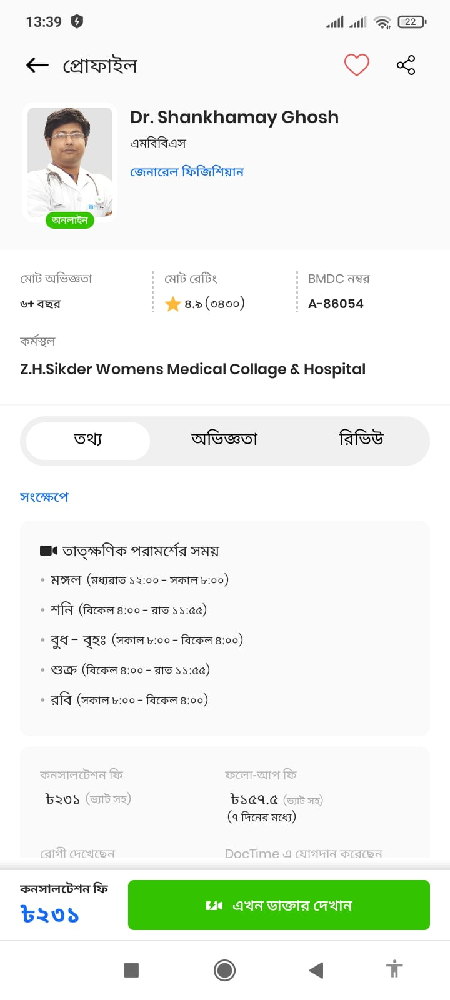 13:39
22
প্রোফাইল
Dr. Shankhamay Ghosh
এমবিবিএস
জেনারেল ফিজিশিয়ান
অনলাইন
মোট অভিজ্ঞতা
৬+ বছর
মোট রেটিং
৪.৯ (৩৪৩০)
BMDC নম্বর
A-86054
কর্মস্থল
Z.H.Sikder Womens Medical Collage & Hospital
তথ্য
অভিজ্ঞতা
রিভিউ
সংক্ষেপে
তাত্ক্ষণিক পরামর্শের সময়
• মঙ্গল (মধ্যরাত ১২:০০ - সকাল ৮:০০)
• শনি (বিকেল ৪:০০ - রাত ১১:৫৫)
• বুধ - বৃহঃ (সকাল ৮:০০ - বিকেল ৪:০০)
• শুক্র (বিকেল ৪:০০ - রাত ১১:৫৫)
• রবি (সকাল ৮:০০ - বিকেল ৪:০০)
কনসালটেশন ফি
৳২৩১ (ভ্যাট সহ)
ফলো-আপ ফি
৳১৫৭.৫ (ভ্যাট সহ)
(৭ দিনের মধ্যে)
রোগী দেখেছেন
DocTime এ যোগদান করেছেন
কনসালটেশন ফি
৳২৩১
এখন ডাক্তার দেখান